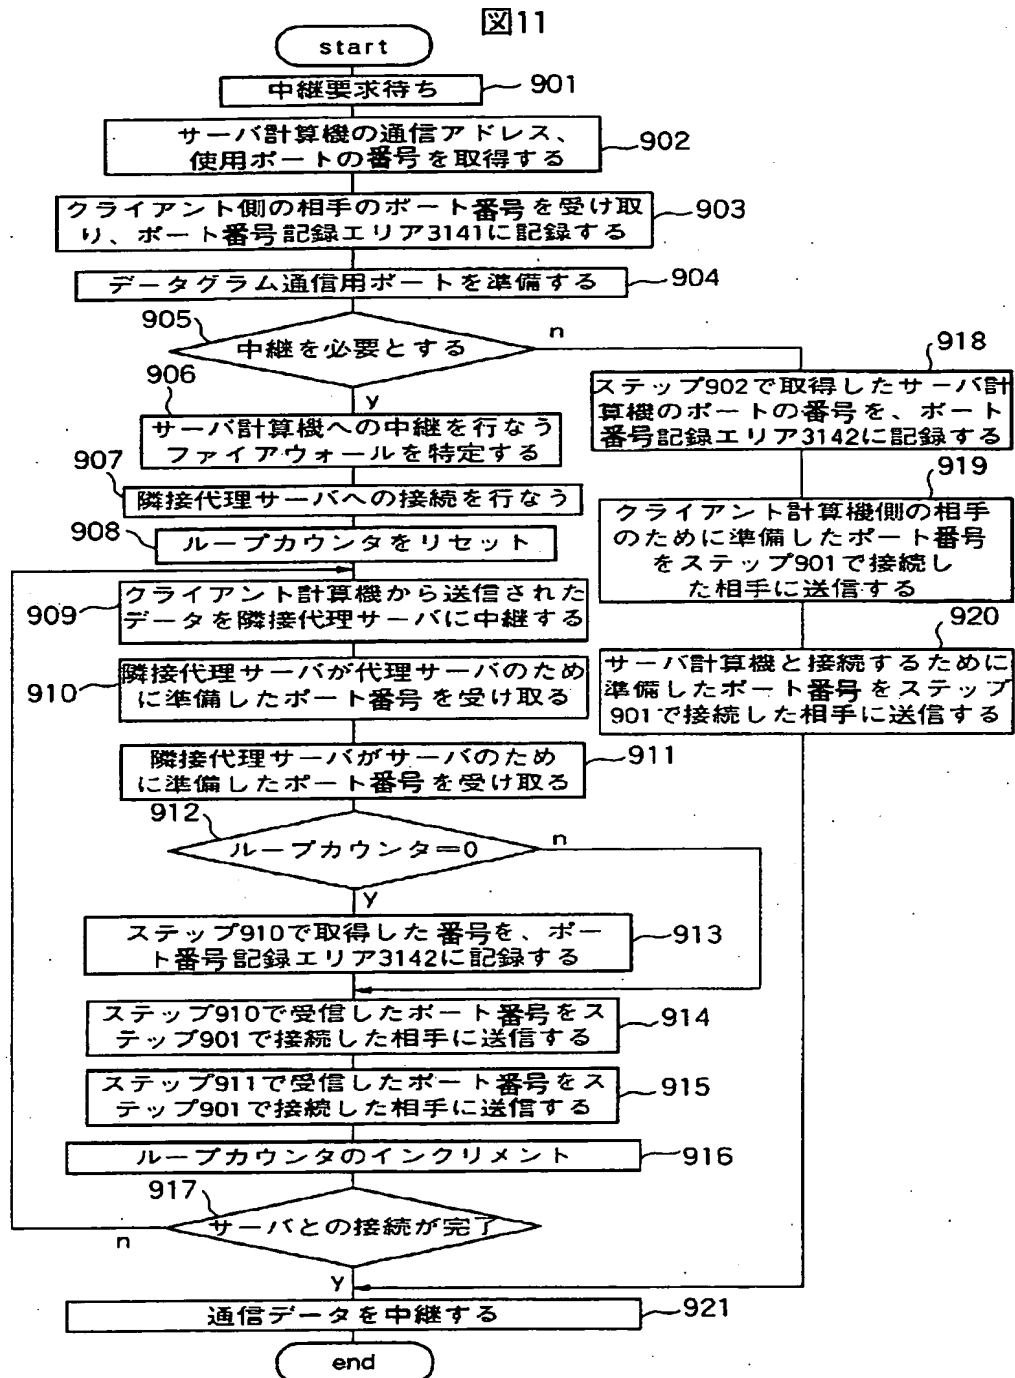 図11
start
中継要求待ち
901
サーバ計算機の通信アドレス、
使用ポートの番号を取得する
902
クライアント側の相手のポート番号を受け取
り、ポート番号記録エリア3141に記録する
903
データグラム通信用ポートを準備する
904
905
中継を必要とする
n
y
906
サーバ計算機への中継を行なう
ファイアウォールを特定する
907
隣接代理サーバへの接続を行なう
908
ループカウンタをリセット
909
クライアント計算機から送信された
データを隣接代理サーバに中継する
910
隣接代理サーバが代理サーバのため
に準備したポート番号を受け取る
隣接代理サーバがサーバのため
に準備したポート番号を受け取る
911
912
ループカウンタ=0
n
y
ステップ910で取得した番号を、ポー
ト番号記録エリア3142に記録する
913
ステップ910で受信したポート番号をス
テップ901で接続した相手に送信する
914
ステップ911で受信したポート番号をス
テップ901で接続した相手に送信する
915
ループカウンタのインクリメント
916
917
サーバとの接続が完了
n
y
918
ステップ902で取得したサーバ計
算機のポートの番号を、ポート
番号記録エリア3142に記録する
919
クライアント計算機側の相手
のために準備したポート番号
をステップ901で接続し
た相手に送信する
920
サーバ計算機と接続するために
準備したポート番号をステップ
901で接続した相手に送信する
通信データを中継する
921
end